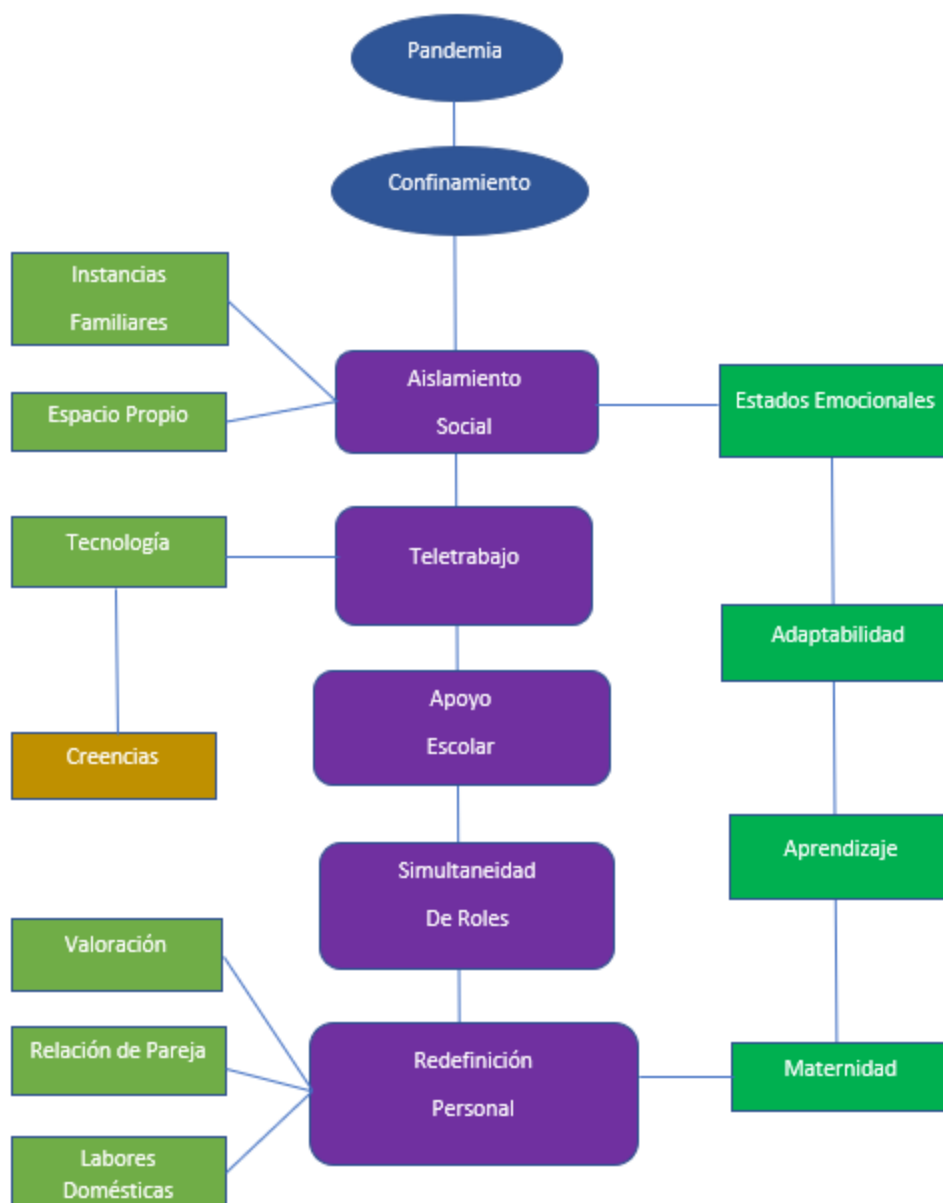 Pandemia
Confinamiento
Instancias
Familiares
Aislamiento
Social
Estados Emocionales
Espacio Propio
Tecnología
Teletrabajo
Adaptabilidad
Apoyo
Escolar
Creencias
Aprendizaje
Simultaneidad
De Roles
Valoración
Relación de Pareja
Redefinición
Personal
Maternidad
Labores
Domésticas